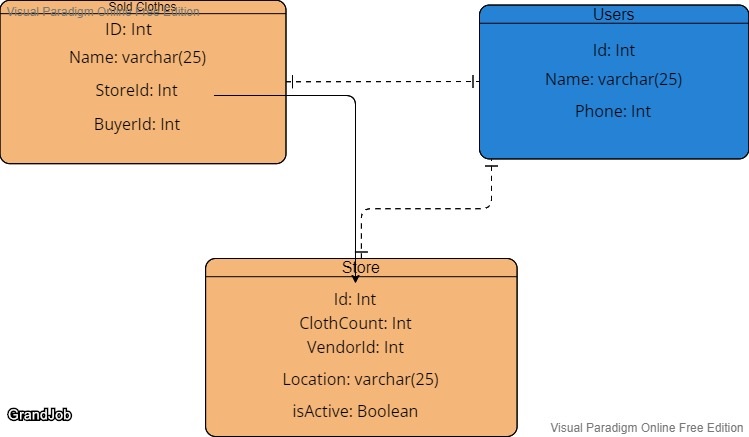 Sold Clothes
Visual Paradigm Online Free Edition
ID: Int
Name: varchar(25)
StoreId: Int
BuyerId: Int
Users
Id: Int
Name: varchar(25)
Phone: Int
Store
Id: Int
ClothCount: Int
VendorId: Int
Location: varchar(25)
isActive: Boolean
GrandJob
Visual Paradigm Online Free Edition